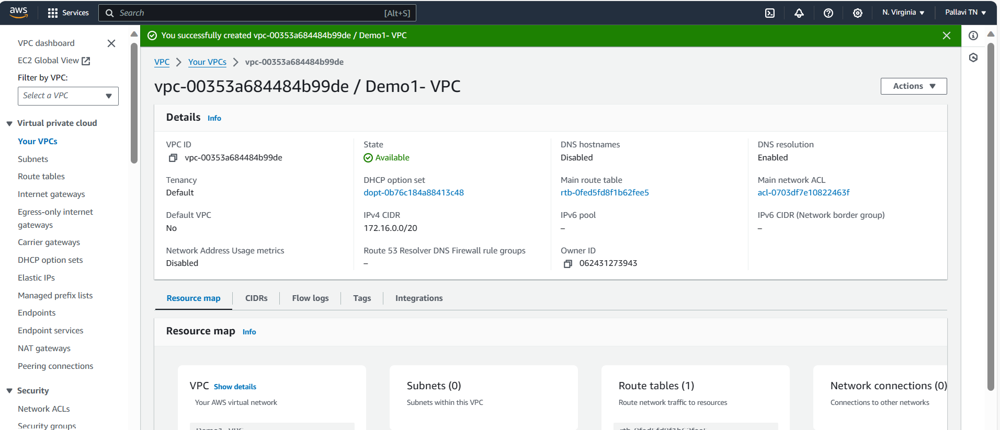 aws
Services
Search
[Alt+S]
N. Virginia
Pallavi TN
VPC dashboard
EC2 Global View
Filter by VPC:
Select a VPC
Virtual private cloud
Your VPCs
Subnets
Route tables
Internet gateways
Egress-only internet
gateways
Carrier gateways
DHCP option sets
Elastic IPs
Managed prefix lists
Endpoints
Endpoint services
NAT gateways
Peering connections
Security
Network ACLs
Security groups
You successfully created vpc-00353a684484b99de / Demo1- VPC
VPC > Your VPCs > vpc-00353a684484b99de
vpc-00353a684484b99de / Demo1- VPC
Actions
Details Info
VPC ID
vpc-00353a684484b99de
State
Available
DNS hostnames
Disabled
DNS resolution
Enabled
Tenancy
Default
DHCP option set
dopt-0b76c184a88413c48
Main route table
rtb-0fed5fd8f1b62fee5
Main network ACL
acl-0703df7e10822463f
Default VPC
No
IPv4 CIDR
172.16.0.0/20
IPv6 pool
–
IPv6 CIDR (Network border group)
–
Network Address Usage metrics
Disabled
Route 53 Resolver DNS Firewall rule groups
–
Owner ID
062431273943
Resource map
CIDRs
Flow logs
Tags
Integrations
Resource map Info
VPC Show details
Your AWS virtual network
Demo1- VPC
Subnets (0)
Subnets within this VPC
Route tables (1)
Route network traffic to resources
rtb-0fed5fd8f1b62fee5
Network connections (0)
Connections to other networks